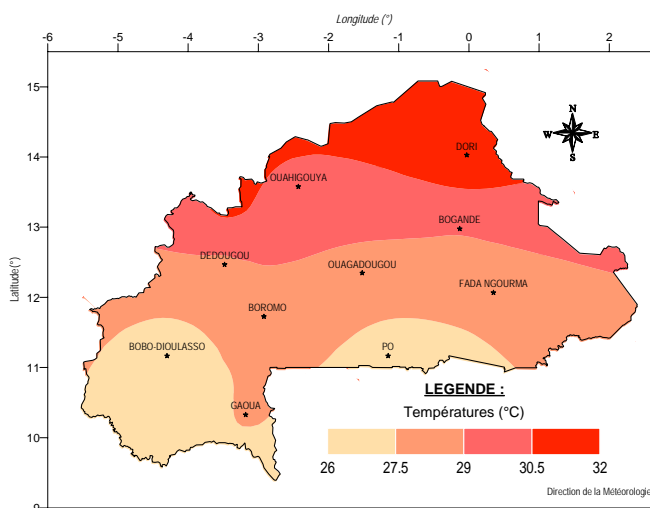 Longitude (°)
-6 -5 -4 -3 -2 -1 0 1 2
15
N
W E
S
DORI
14
OUAHIGOUYA
13
BOGANDE
DEDOUGOU
OUAGADOUGOU
Latitude(°)
FADA NGOURMA
12
BOROMO
BOBO-DIOULASSO
PO
11
LEGENDE :
GAOUA
Températures (°C)
10
26 27.5 29 30.5 32
Direction de la Météorologie
9